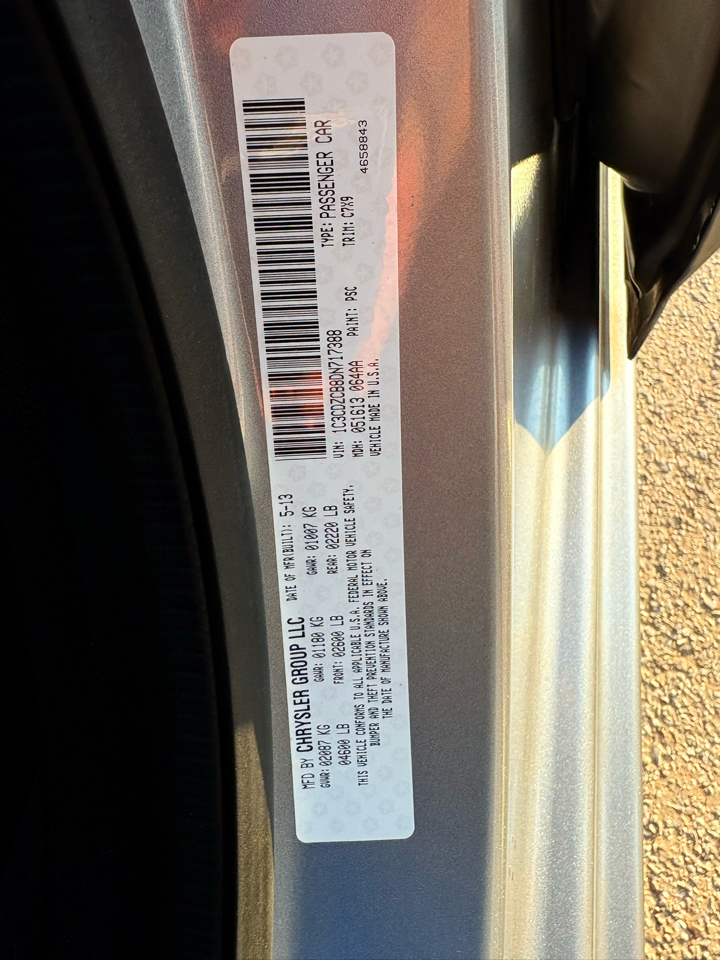 MFD BY CHRYSLER GROUP LLC DATE OF MFR(BUILT): 5-13
GVWR: 02087 KG GAWR: 01180 KG GAWR: 01007 KG
04600 LB FRONT: 02600 LB REAR: 02220 LB
THIS VEHICLE CONFORMS TO ALL APPLICABLE U.S.A. FEDERAL MOTOR VEHICLE SAFETY,
BUMPER AND THEFT PREVENTION STANDARDS IN EFFECT ON
THE DATE OF MANUFACTURE SHOWN ABOVE.
VIN: 1C3CDZCB8DN717388 TYPE: PASSENGER CAR
MDH: 051613 064AA PAINT: PSC TRIM: C7X9
VEHICLE MADE IN U.S.A.
4658843